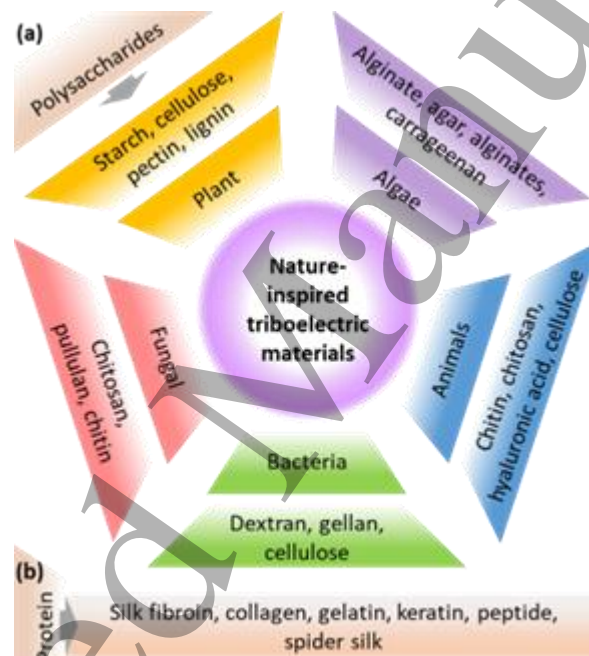 (a)
Polysaccharides
Starch, cellulose,
pectin, lignin
Plant
Alginate, agar, alginates,
carrageenan
Algae
Nature-
inspired
triboelectric
materials
Fungal
Chitosan,
pullulan, chitin
Animals
Chitin, chitosan,
hyaluronic acid, cellulose
Bacteria
Dextran, gellan,
cellulose
(b)
Protein
Silk fibroin, collagen, gelatin, keratin, peptide,
spider silk